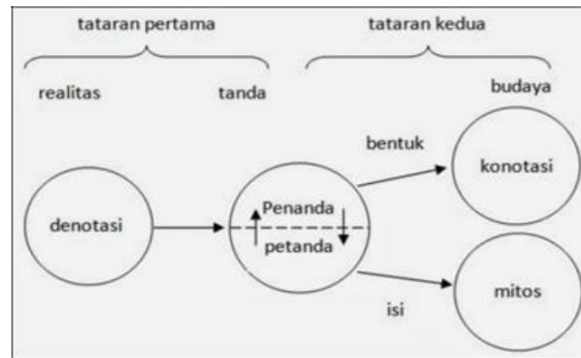 tataran pertama
tataran kedua
realitas
tanda
budaya
bentuk
konotasi
denotasi
Penanda
petanda
isi
mitos